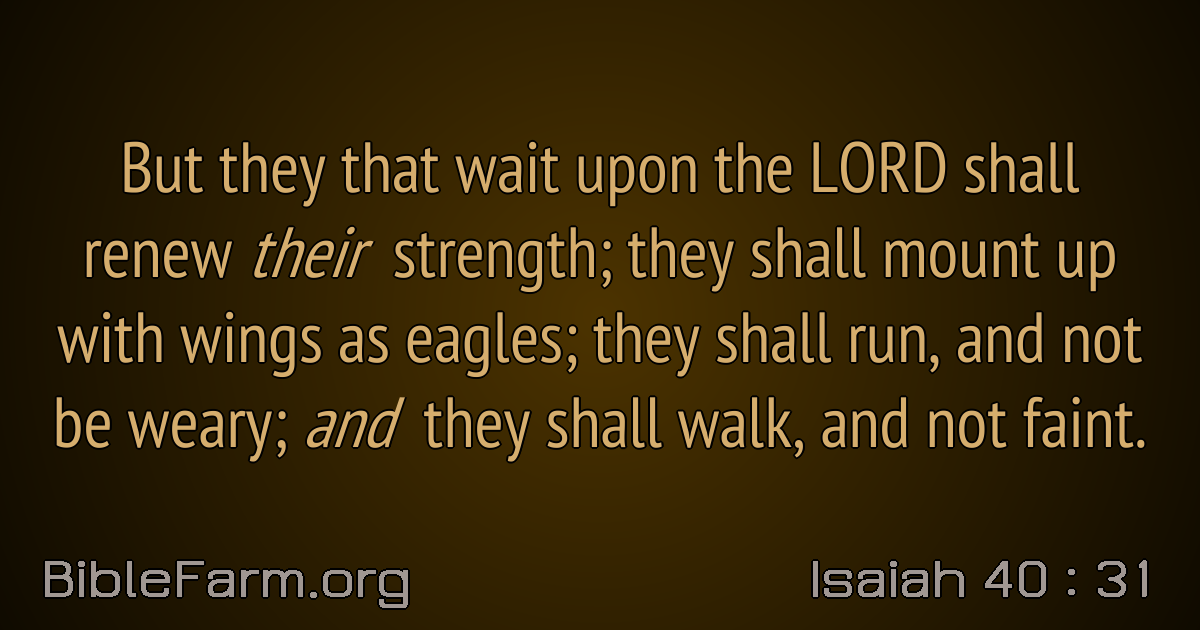 But they that wait upon the LORD shall
renew their strength; they shall mount up
with wings as eagles; they shall run, and not
be weary; and they shall walk, and not faint.
BibleFarm.org
Isaiah 40 : 31